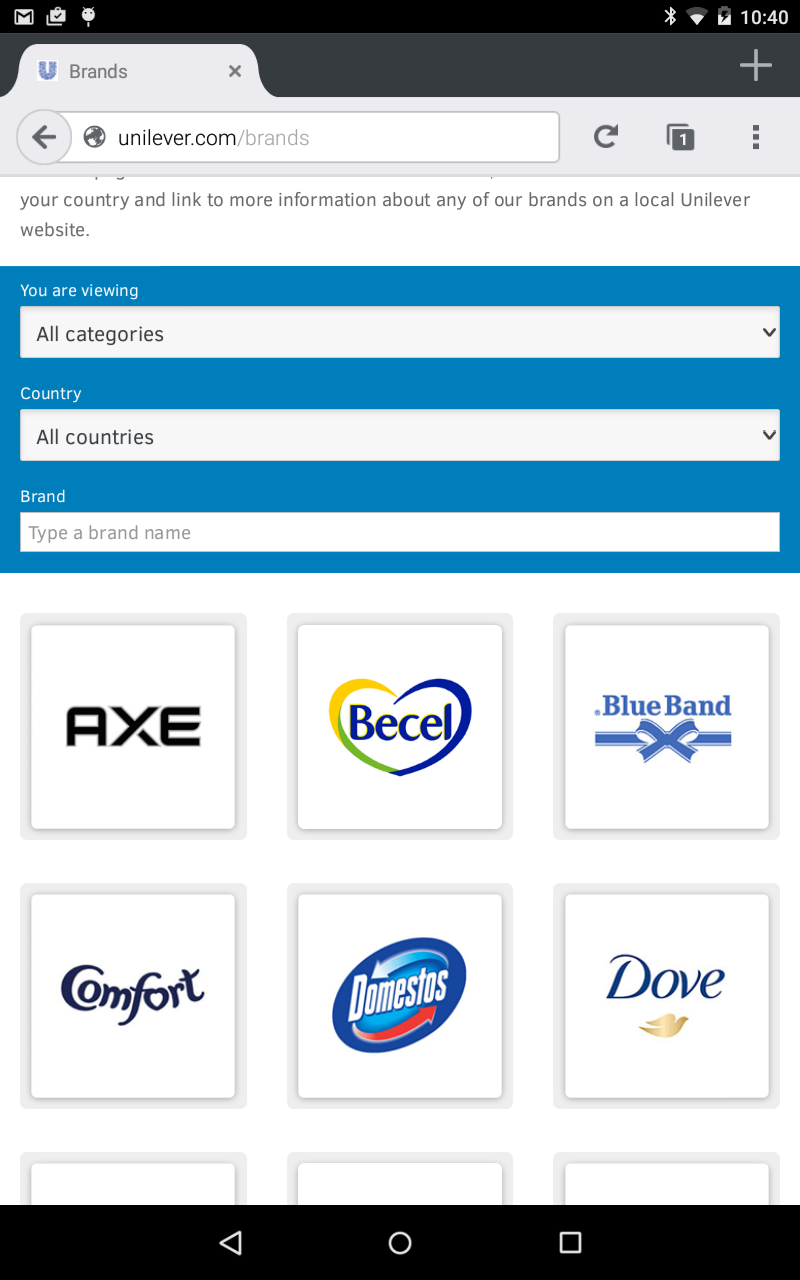 10:40
Brands
unilever.com/brands
1
your country and link to more information about any of our brands on a local Unilever
website.
You are viewing
All categories
Country
All countries
Brand
Type a brand name
AXE
Becel
Blue Band
Comfort
Domestos
Dove